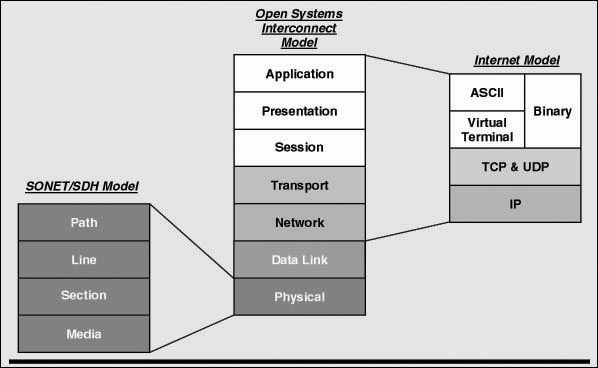 Open Systems
Interconnect
Model
Application
Presentation
Session
Transport
Network
Data Link
Physical
Internet Model
ASCII
Binary
Virtual
Terminal
TCP & UDP
IP
SONET/SDH Model
Path
Line
Section
Media